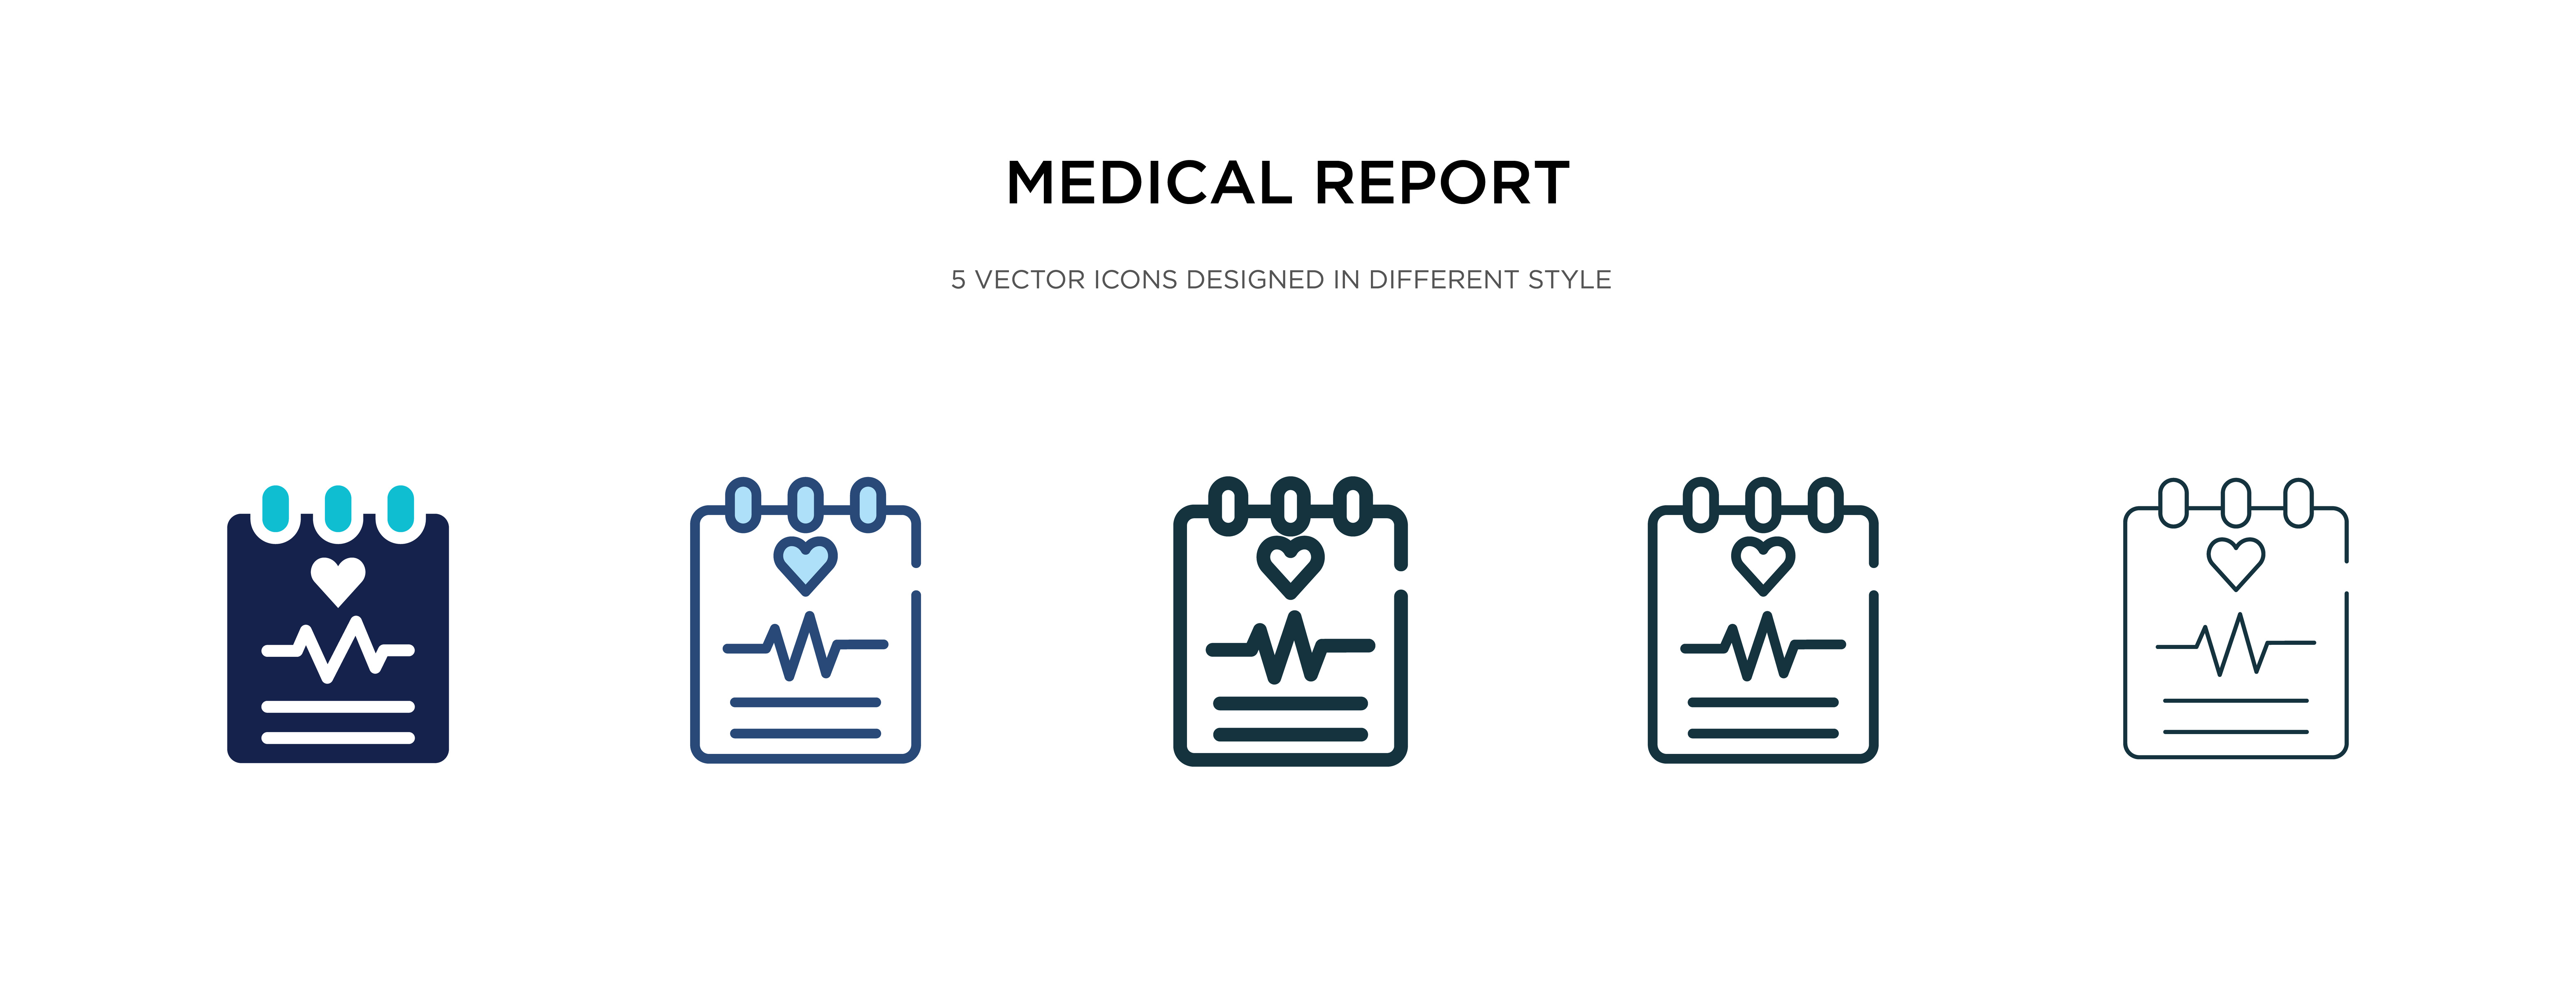 MEDICAL REPORT
5 VECTOR ICONS DESIGNED IN DIFFERENT STYLE